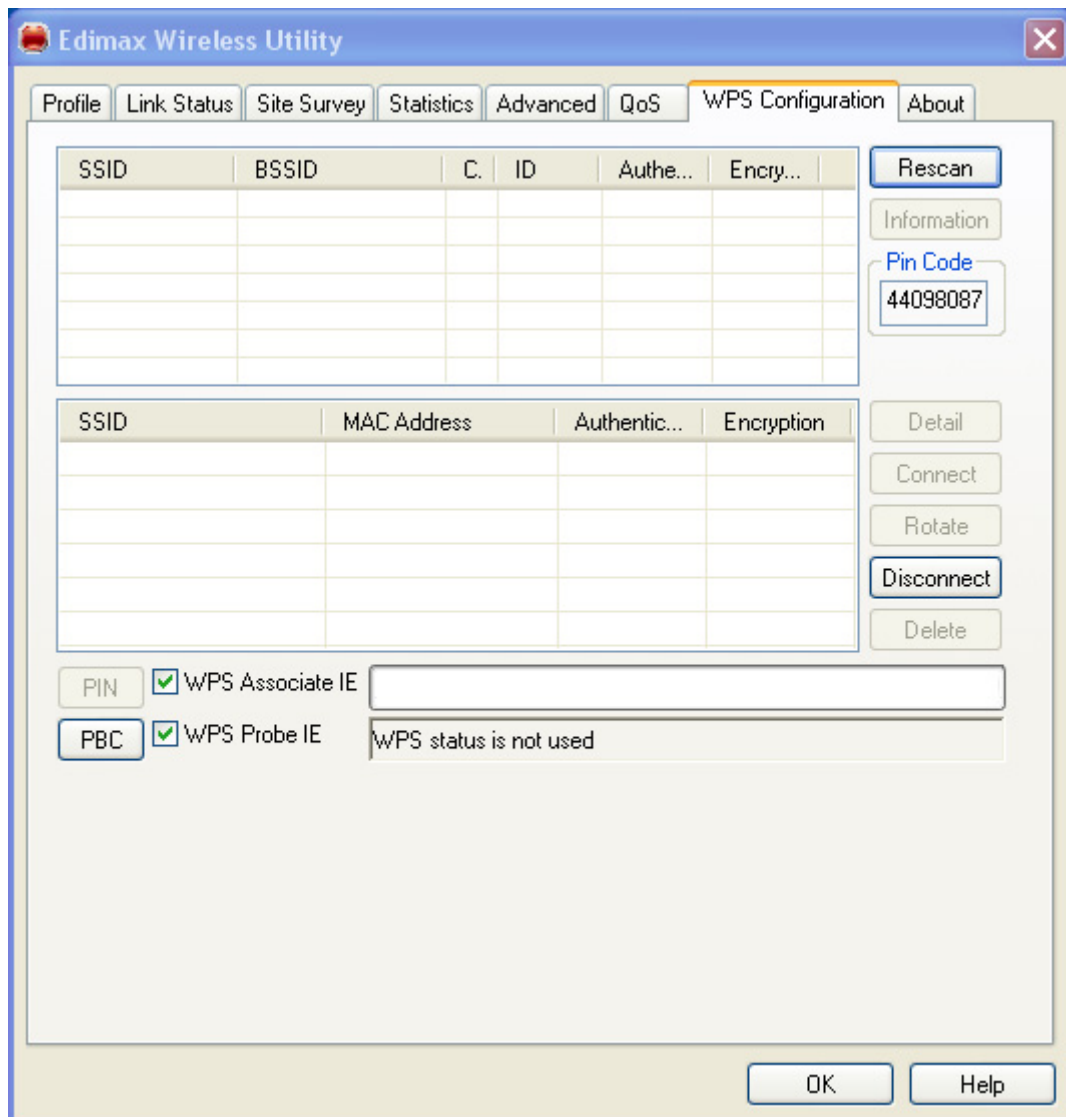 Edimax Wireless Utility
Profile Link Status Site Survey Statistics Advanced QoS WPS Configuration About
SSID BSSID C. ID Authe... Encry... Rescan
Information
Pin Code
44098087
SSID MAC Address Authentic... Encryption Detail
Connect
Rotate
Disconnect
Delete
PIN WPS Associate IE
PBC WPS Probe IE WPS status is not used
OK Help